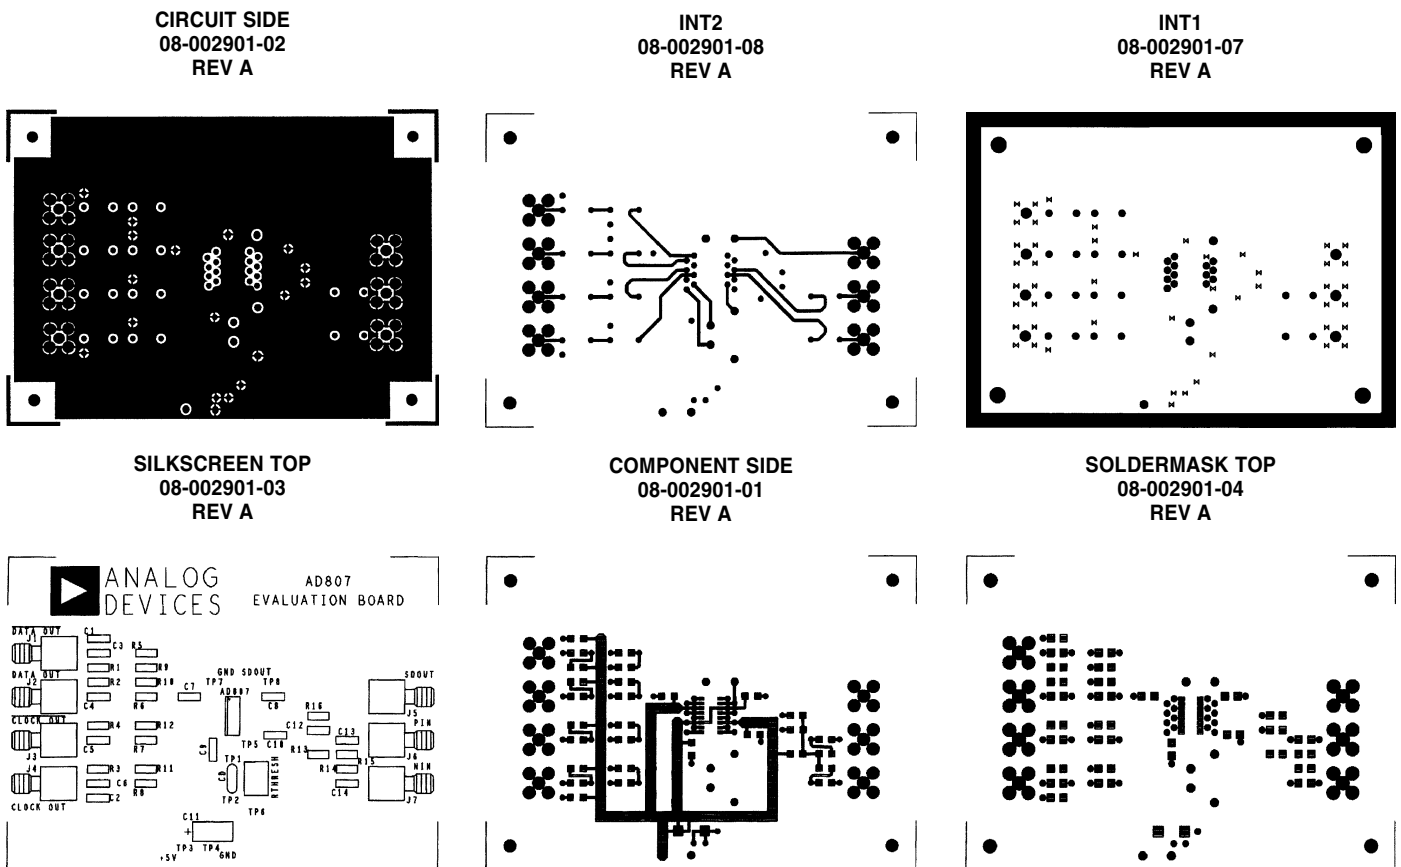 CIRCUIT SIDE
08-002901-02
REV A
INT2
08-002901-08
REV A
INT1
08-002901-07
REV A
SILKSCREEN TOP
08-002901-03
REV A
COMPONENT SIDE
08-002901-01
REV A
SOLDERMASK TOP
08-002901-04
REV A
ANALOG
DEVICES
AD807
EVALUATION BOARD
DATA OUT
J1
C1
C3
R5
R1
R9
DATA OUT
J2
R2
R10
C4
R6
C7
GND SDOUT
TP7
TP8
AD807
C8
SDOUT
J5
CLOCK OUT
R4
R12
C5
R7
J3
R16
C12
C13
C10
PIN
J6
TP5
C9
R13
R15
J4
R3
R11
C6
R8
C2
CLOCK OUT
TP1
CD
TP2
RTHRESH
TP6
R14
C14
NIN
J7
C11
+
TP3 TP4
+5V
GND